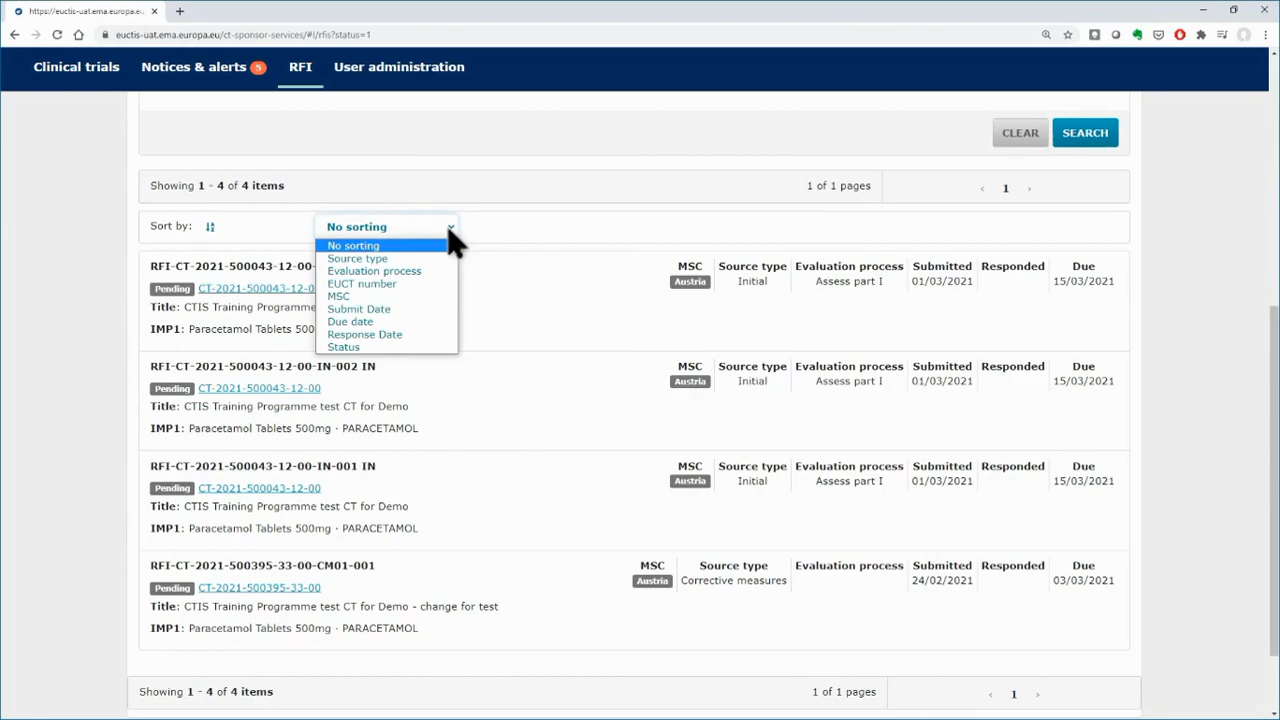 https://euctis-uat.ema.europa.eu
euctis-uat.ema.europa.eu/ct-sponsor-services/#!/rfis?status=1
Clinical trials
Notices & alerts 5
RFI
User administration
CLEAR
SEARCH
Showing 1 - 4 of 4 items
1 of 1 pages
‹ 1 ›
Sort by:
No sorting
No sorting
Source type
Evaluation process
EUCT number
MSC
Submit Date
Due date
Response Date
Status
RFI-CT-2021-500043-12-00-
Pending CT-2021-500043-12-0
Title: CTIS Training Programme
IMP1: Paracetamol Tablets 500
MSC Source type Evaluation process Submitted Responded Due
Austria Initial Assess part I 01/03/2021 15/03/2021
RFI-CT-2021-500043-12-00-IN-002 IN
Pending CT-2021-500043-12-00
Title: CTIS Training Programme test CT for Demo
IMP1: Paracetamol Tablets 500mg · PARACETAMOL
MSC Source type Evaluation process Submitted Responded Due
Austria Initial Assess part I 01/03/2021 15/03/2021
RFI-CT-2021-500043-12-00-IN-001 IN
Pending CT-2021-500043-12-00
Title: CTIS Training Programme test CT for Demo
IMP1: Paracetamol Tablets 500mg · PARACETAMOL
MSC Source type Evaluation process Submitted Responded Due
Austria Initial Assess part I 01/03/2021 15/03/2021
RFI-CT-2021-500395-33-00-CM01-001
Pending CT-2021-500395-33-00
Title: CTIS Training Programme test CT for Demo - change for test
IMP1: Paracetamol Tablets 500mg · PARACETAMOL
MSC Source type Evaluation process Submitted Responded Due
Austria Corrective measures 24/02/2021 03/03/2021
Showing 1 - 4 of 4 items
1 of 1 pages
‹ 1 ›